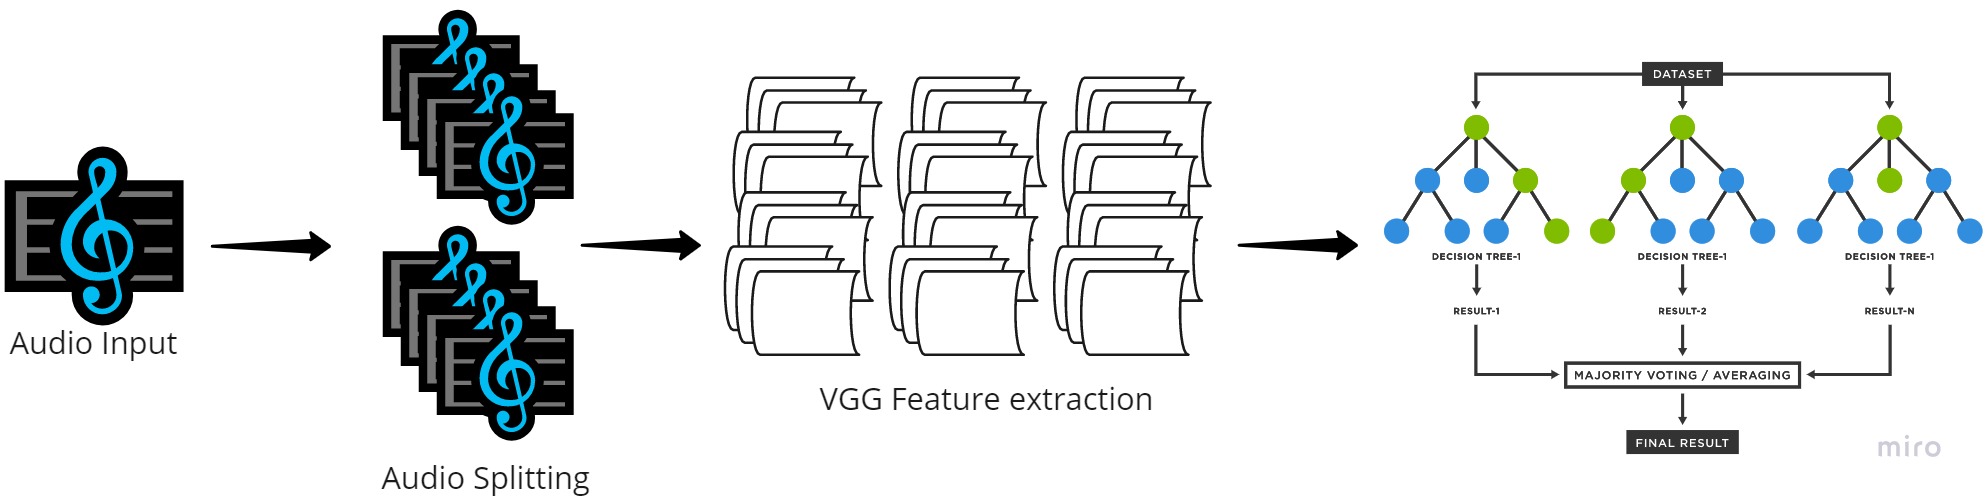 Audio Input
Audio Splitting
VGG Feature extraction
DATASET
DECISION TREE-1
DECISION TREE-1
DECISION TREE-1
RESULT-1
RESULT-2
RESULT-N
MAJORITY VOTING / AVERAGING
FINAL RESULT
miro